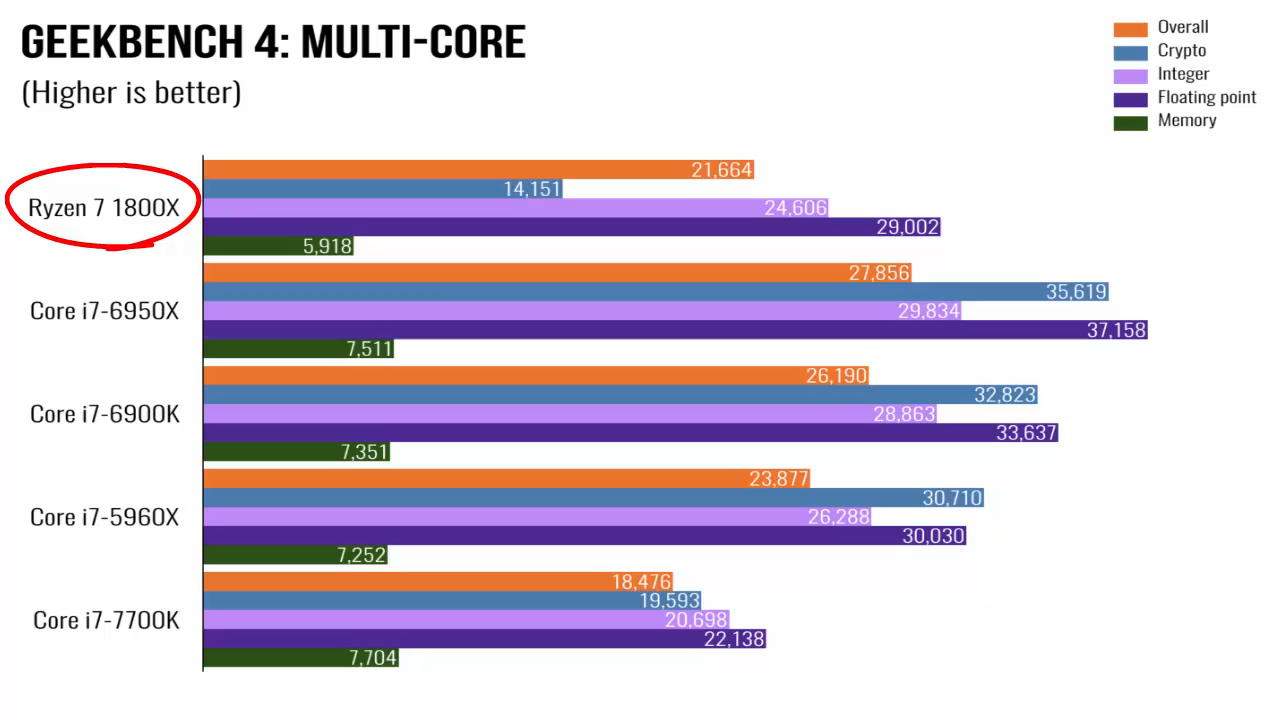 GEEKBENCH 4: MULTI-CORE
(Higher is better)
Overall
Crypto
Integer
Floating point
Memory
Ryzen 7 1800X
21,664
14,151
24,606
29,002
5,918
Core i7-6950X
27,856
35,619
29,834
37,158
7,511
Core i7-6900K
26,190
32,823
28,863
33,637
7,351
Core i7-5960X
23,877
30,710
26,288
30,030
7,252
Core i7-7700K
18,476
19,593
20,698
22,138
7,704